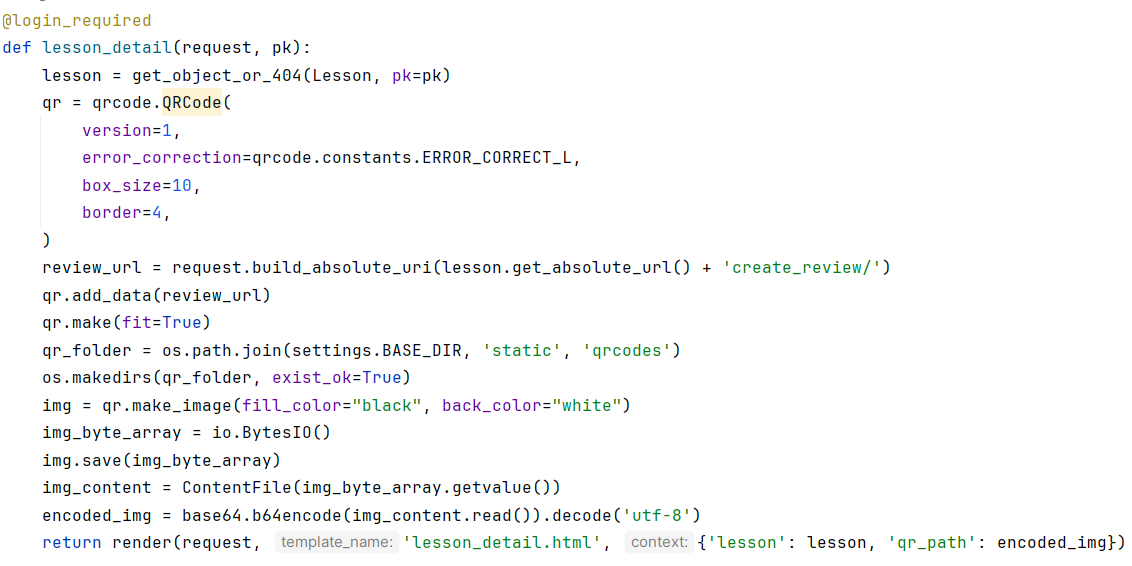 @login_required
def lesson_detail(request, pk):
    lesson = get_object_or_404(Lesson, pk=pk)
    qr = qrcode.QRCode(
        version=1,
        error_correction=qrcode.constants.ERROR_CORRECT_L,
        box_size=10,
        border=4,
    )
    review_url = request.build_absolute_uri(lesson.get_absolute_url() + 'create_review/')
    qr.add_data(review_url)
    qr.make(fit=True)
    qr_folder = os.path.join(settings.BASE_DIR, 'static', 'qrcodes')
    os.makedirs(qr_folder, exist_ok=True)
    img = qr.make_image(fill_color="black", back_color="white")
    img_byte_array = io.BytesIO()
    img.save(img_byte_array)
    img_content = ContentFile(img_byte_array.getvalue())
    encoded_img = base64.b64encode(img_content.read()).decode('utf-8')
    return render(request, template_name: 'lesson_detail.html', context: {'lesson': lesson, 'qr_path': encoded_img})